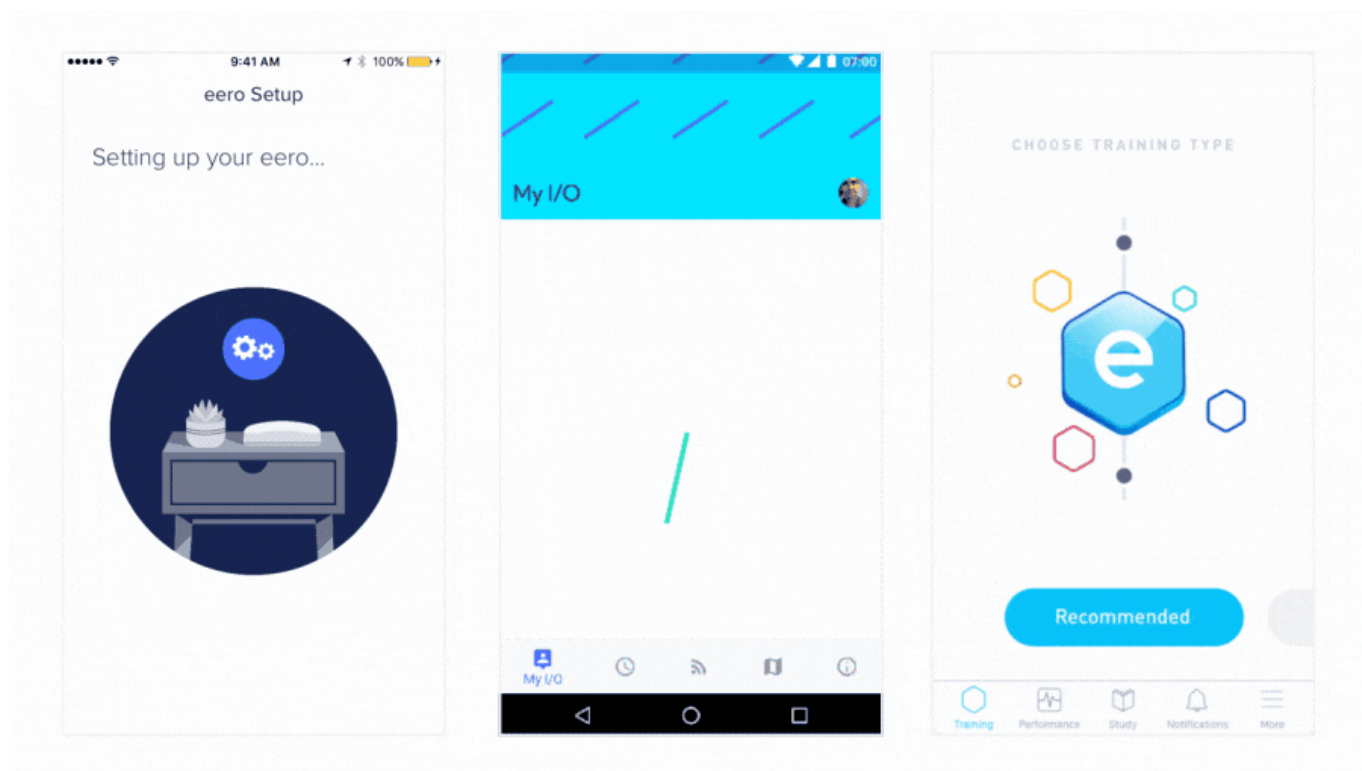 9:41 AM
100%
eero Setup
Setting up your eero...
07:00
My I/O
My I/O
CHOOSE TRAINING TYPE
e
Recommended
Training
Performance
Study
Notifications
More